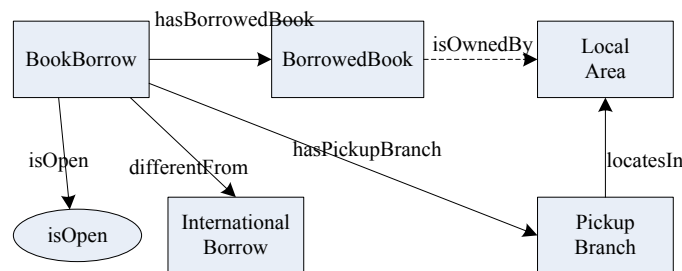 hasBorrowedBook
BookBorrow
BorrowedBook
isOwnedBy
Local
Area
isOpen
differentFrom
hasPickupBranch
locatesIn
isOpen
International
Borrow
Pickup
Branch